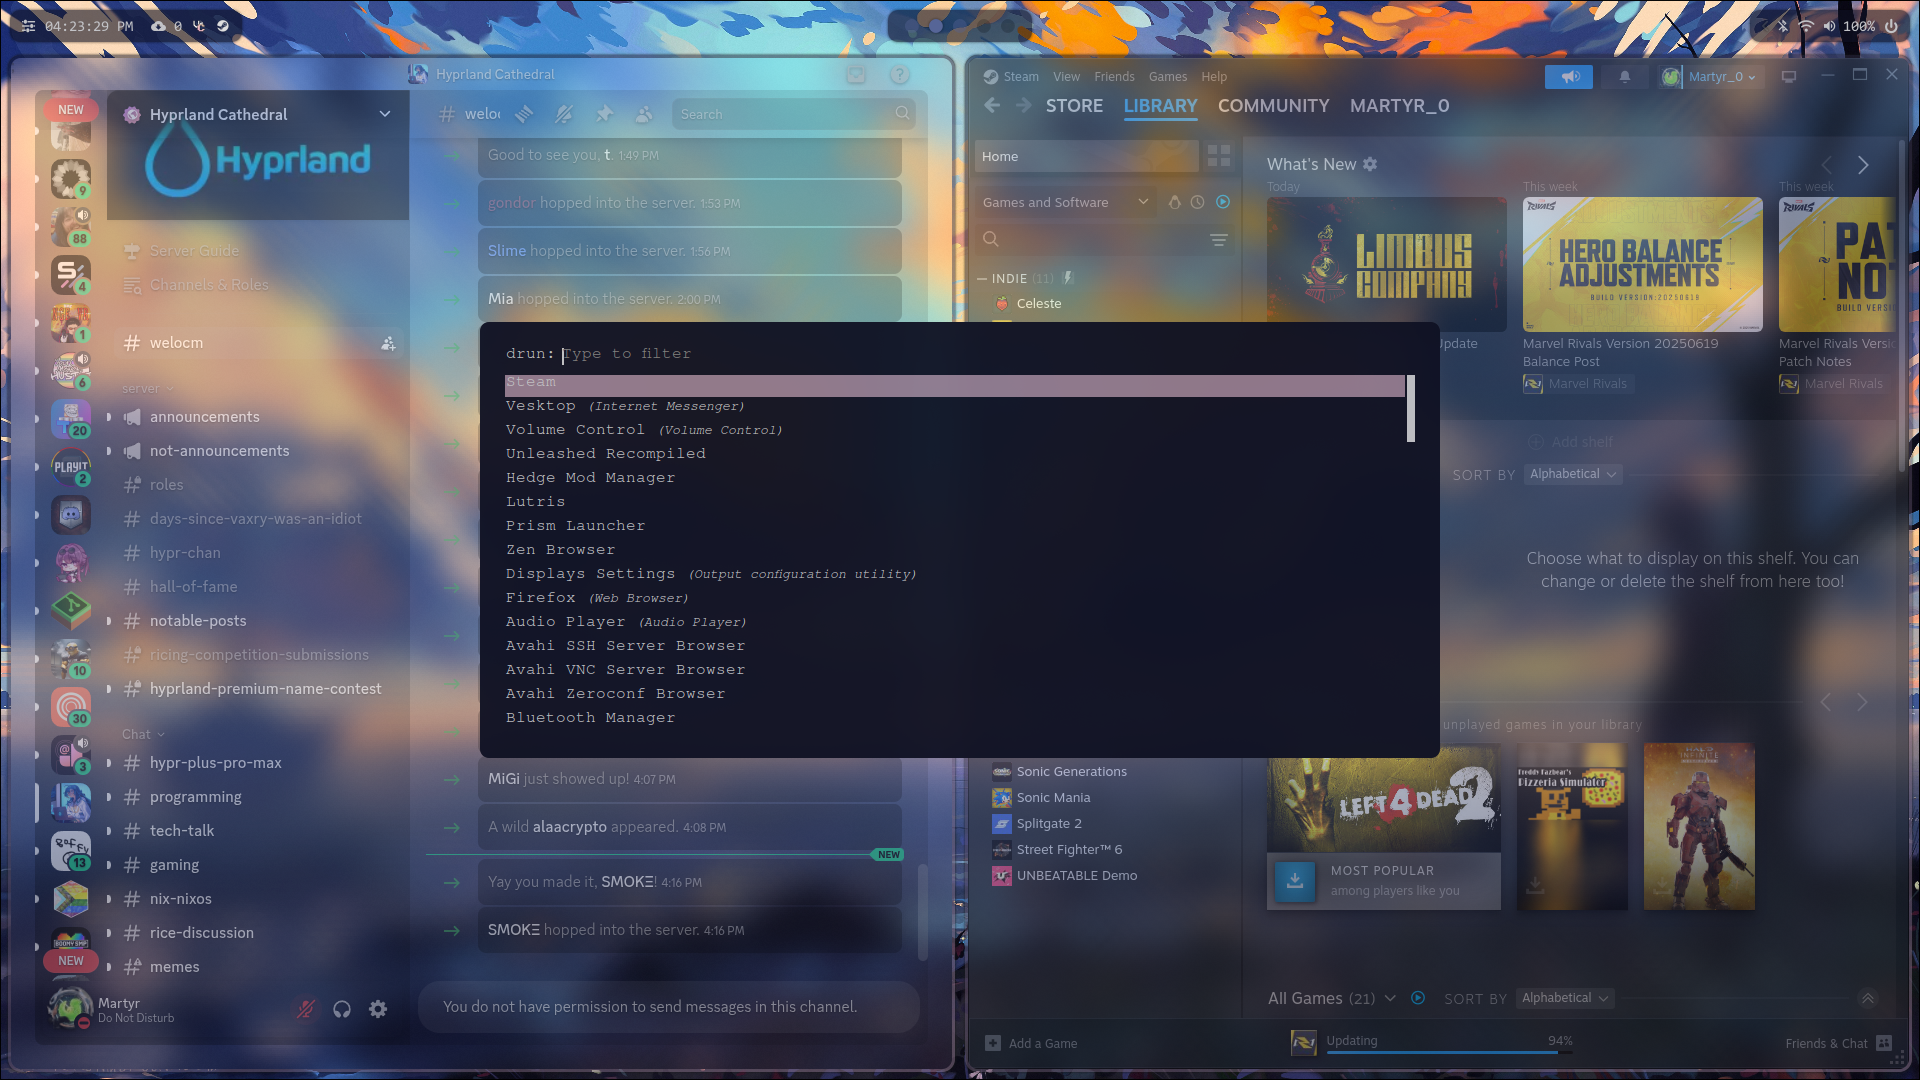 04:23:29 PM
0
100%
Hyprland Cathedral
NEW
Hyprland Cathedral
Hyprland
Server Guide
Channels & Roles
# welocm
server
announcements
not-announcements
roles
days-since-vaxry-was-an-idiot
hypr-chan
hall-of-fame
notable-posts
ricing-competition-submissions
hyprland-premium-name-contest
Chat
hypr-plus-pro-max
programming
tech-talk
gaming
nix-nixos
rice-discussion
memes
9
88
4
1
6
20
PLAYIT
2
10
30
3
13
NEW
Martyr
Do Not Disturb
# weloc
Search
Good to see you, t. 1:49 PM
gondor hopped into the server. 1:53 PM
Slime hopped into the server. 1:56 PM
Mia hopped into the server. 2:00 PM
MiGi just showed up! 4:07 PM
A wild alaacrypto appeared. 4:08 PM
NEW
Yay you made it, SMOKΞ! 4:16 PM
SMOKΞ hopped into the server. 4:16 PM
You do not have permission to send messages in this channel.
drun: Type to filter
Steam
Vesktop (Internet Messenger)
Volume Control (Volume Control)
Unleashed Recompiled
Hedge Mod Manager
Lutris
Prism Launcher
Zen Browser
Displays Settings (Output configuration utility)
Firefox (Web Browser)
Audio Player (Audio Player)
Avahi SSH Server Browser
Avahi VNC Server Browser
Avahi Zeroconf Browser
Bluetooth Manager
Steam View Friends Games Help
Martyr_0
STORE LIBRARY COMMUNITY MARTYR_0
Home
Games and Software
INDIE (11)
Celeste
Sonic Generations
Sonic Mania
Splitgate 2
Street Fighter™ 6
UNBEATABLE Demo
What's New
Today
LIMBUS COMPANY
Update
This week
RIVALS
HERO BALANCE
ADJUSTMENTS
BUILD VERSION:20250619
Marvel Rivals Version 20250619
Balance Post
Marvel Rivals
This week
RIVALS
PAT
NO
BUILD VERSI
Marvel Rivals Versi
Patch Notes
Marvel Rivals
Add shelf
SORT BY Alphabetical
Choose what to display on this shelf. You can
change or delete the shelf from here too!
unplayed games in your library
LEFT 4 DEAD 2
MOST POPULAR
among players like you
Freddy Fazbear's
Pizzeria Simulator
HALO
INFINITE
All Games (21)
SORT BY Alphabetical
Add a Game
Updating 94%
Friends & Chat